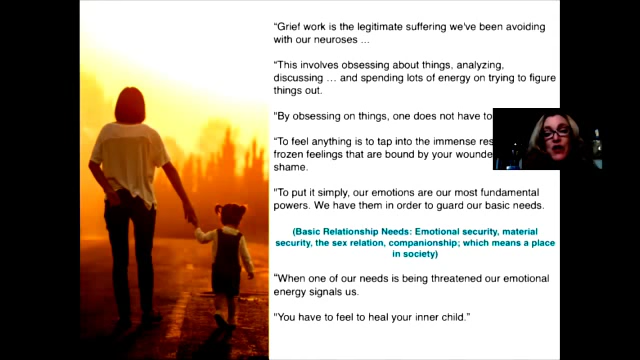 “Grief work is the legitimate suffering we've been avoiding
with our neuroses ...
“This involves obsessing about things, analyzing,
discussing ... and spending lots of energy on trying to figure
things out.
"By obsessing on things, one does not have to
“To feel anything is to tap into the immense
frozen feelings that are bound by your
shame.
“To put it simply, our emotions are our most fundamental
powers. We have them in order to guard our basic needs.
(Basic Relationship Needs: Emotional security, material
security, the sex relation, companionship; which means a place
in society)
“When one of our needs is being threatened our emotional
energy signals us.
"You have to feel to heal your inner child.”